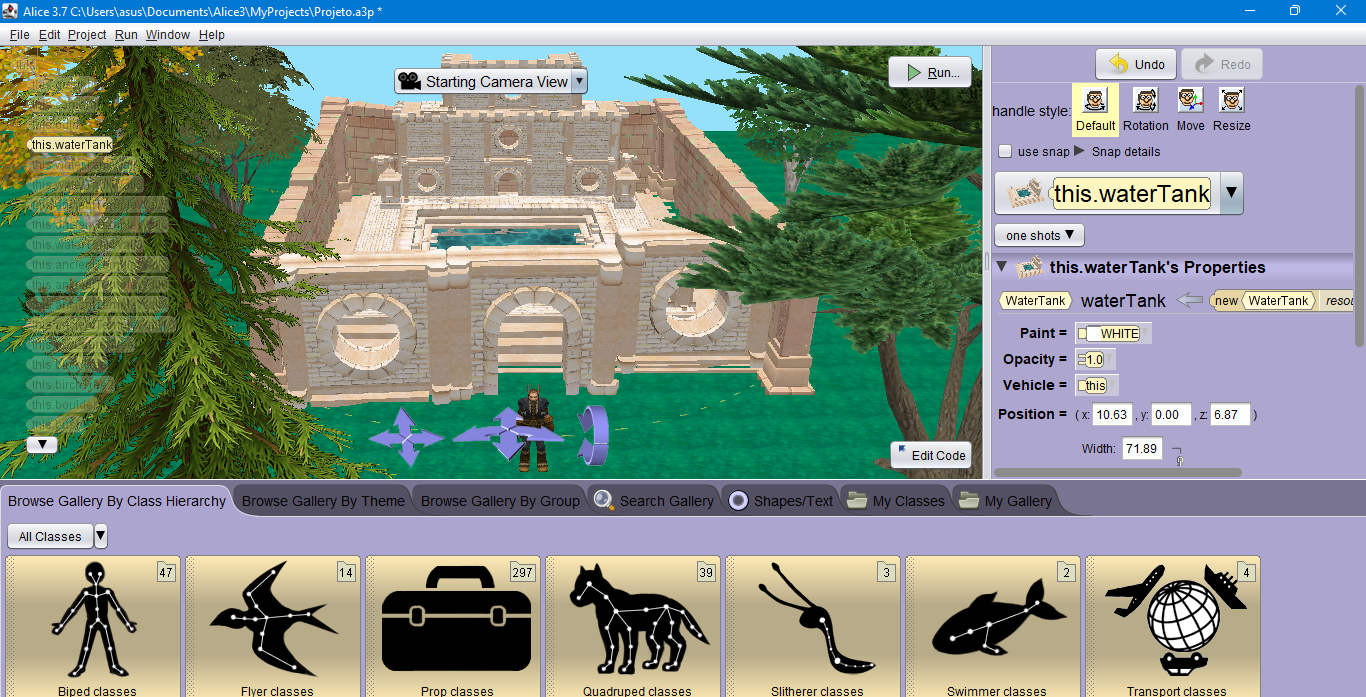 Alice 3.7 C:\Users\asus\Documents\Alice3\MyProjects\Projeto.a3p *
File Edit Project Run Window Help
Starting Camera View
Run...
this.waterTank
Edit Code
Undo Redo
handle style:
Default Rotation Move Resize
use snap Snap details
this.waterTank
one shots
this.waterTank's Properties
WaterTank waterTank new WaterTank
Paint = WHITE
Opacity = 1.0
Vehicle = this
Position = ( x: 10.63 , y: 0.00 , z: 6.87 )
Width: 71.89
Browse Gallery By Class Hierarchy Browse Gallery By Theme Browse Gallery By Group Search Gallery Shapes/Text My Classes My Gallery
All Classes
47 14 297 39 3 2 4
Biped classes Flyer classes Prop classes Quadruped classes Slitherer classes Swimmer classes Transport classes